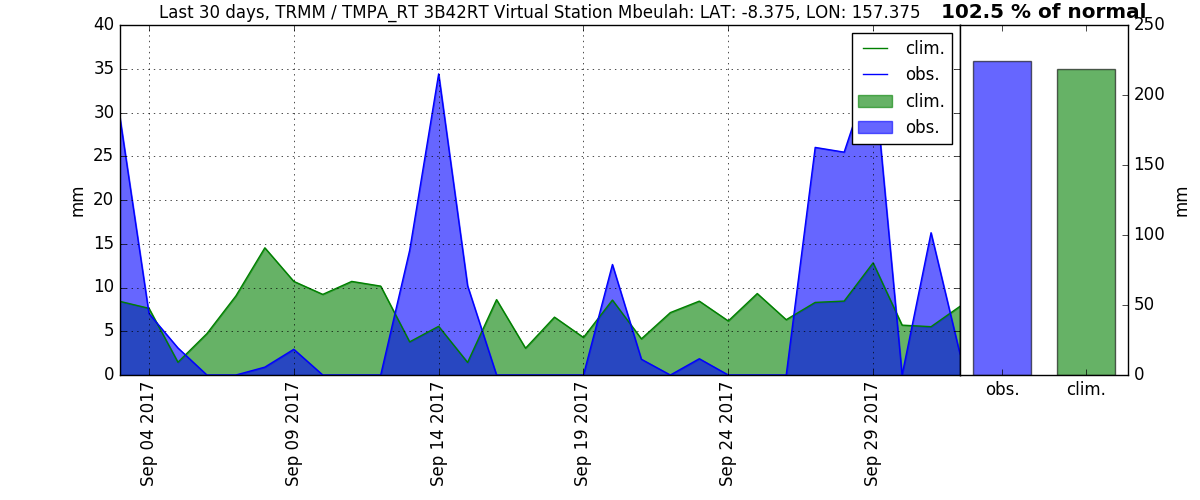 Last 30 days, TRMM / TMPA_RT 3B42RT Virtual Station Mbeulah: LAT: -8.375, LON: 157.375
102.5 % of normal
40
35
30
25
20
15
10
5
0
mm
clim.
obs.
clim.
obs.
250
200
150
100
50
0
mm
obs.
clim.
Sep 04 2017
Sep 09 2017
Sep 14 2017
Sep 19 2017
Sep 24 2017
Sep 29 2017